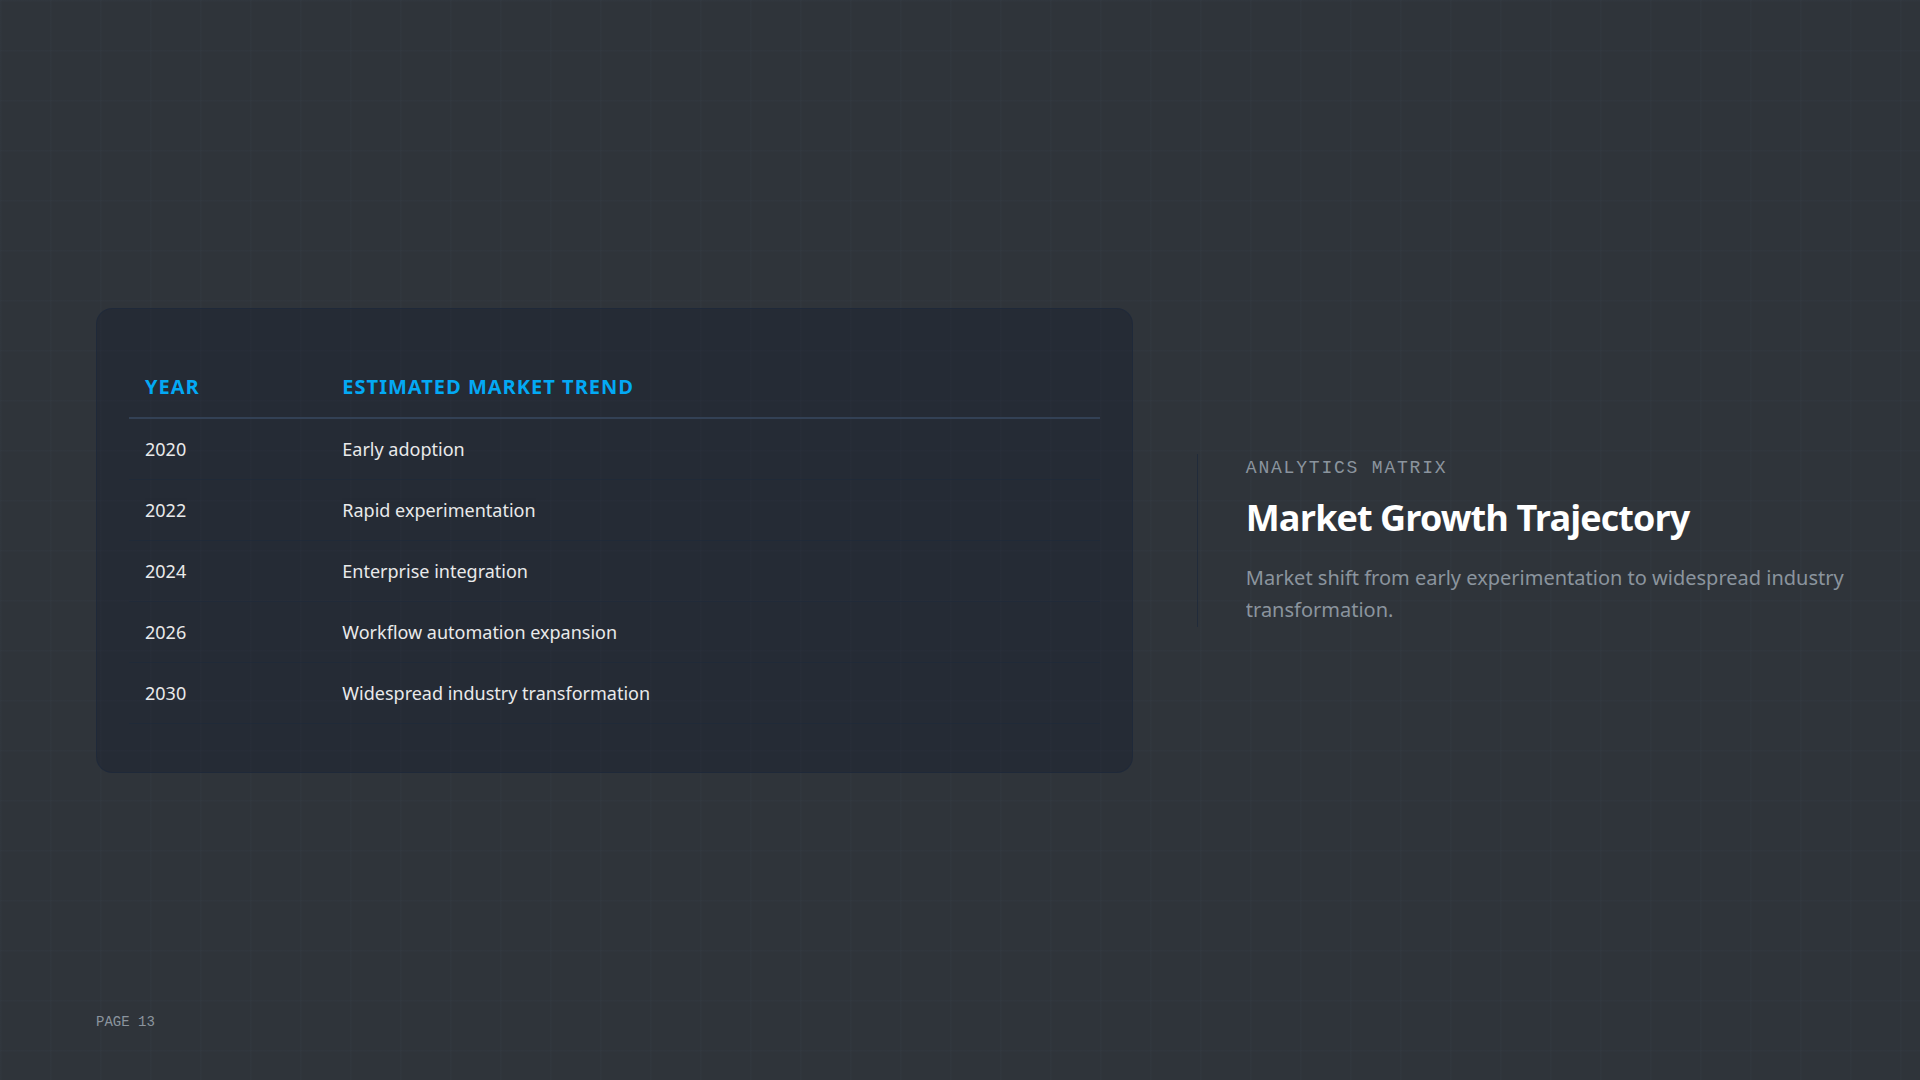 YEAR ESTIMATED MARKET TREND
2020 Early adoption
2022 Rapid experimentation
2024 Enterprise integration
2026 Workflow automation expansion
2030 Widespread industry transformation
ANALYTICS MATRIX
Market Growth Trajectory
Market shift from early experimentation to widespread industry
transformation.
PAGE 13